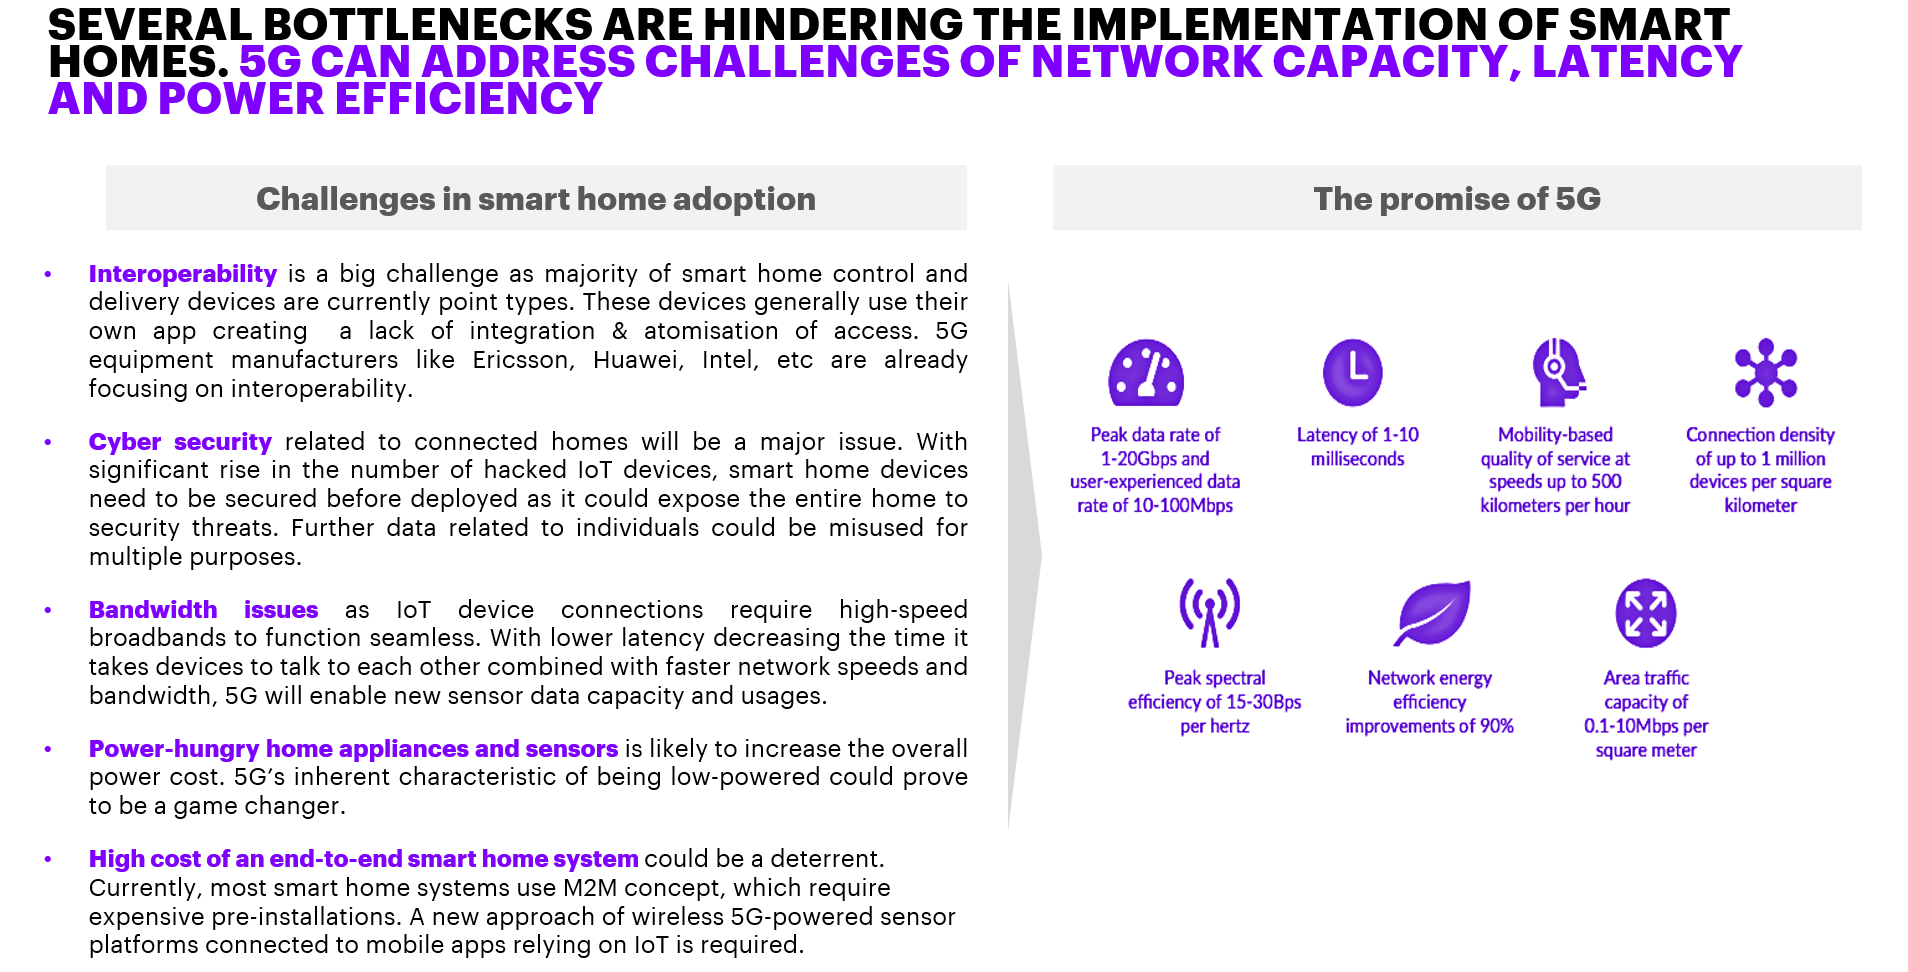 SEVERAL BOTTLENECKS ARE HINDERING THE IMPLEMENTATION OF SMART
HOMES. 5G CAN ADDRESS CHALLENGES OF NETWORK CAPACITY, LATENCY
AND POWER EFFICIENCY
Challenges in smart home adoption
• Interoperability is a big challenge as majority of smart home control and
delivery devices are currently point types. These devices generally use their
own app creating a lack of integration & atomisation of access. 5G
equipment manufacturers like Ericsson, Huawei, Intel, etc are already
focusing on interoperability.
• Cyber security related to connected homes will be a major issue. With
significant rise in the number of hacked IoT devices, smart home devices
need to be secured before deployed as it could expose the entire home to
security threats. Further data related to individuals could be misused for
multiple purposes.
• Bandwidth issues as IoT device connections require high-speed
broadbands to function seamless. With lower latency decreasing the time it
takes devices to talk to each other combined with faster network speeds and
bandwidth, 5G will enable new sensor data capacity and usages.
• Power-hungry home appliances and sensors is likely to increase the overall
power cost. 5G’s inherent characteristic of being low-powered could prove
to be a game changer.
• High cost of an end-to-end smart home system could be a deterrent.
Currently, most smart home systems use M2M concept, which require
expensive pre-installations. A new approach of wireless 5G-powered sensor
platforms connected to mobile apps relying on IoT is required.
The promise of 5G
Peak data rate of
1-20Gbps and
user-experienced data
rate of 10-100Mbps
Latency of 1-10
milliseconds
Mobility-based
quality of service at
speeds up to 500
kilometers per hour
Connection density
of up to 1 million
devices per square
kilometer
Peak spectral
efficiency of 15-30Bps
per hertz
Network energy
efficiency
improvements of 90%
Area traffic
capacity of
0.1-10Mbps per
square meter